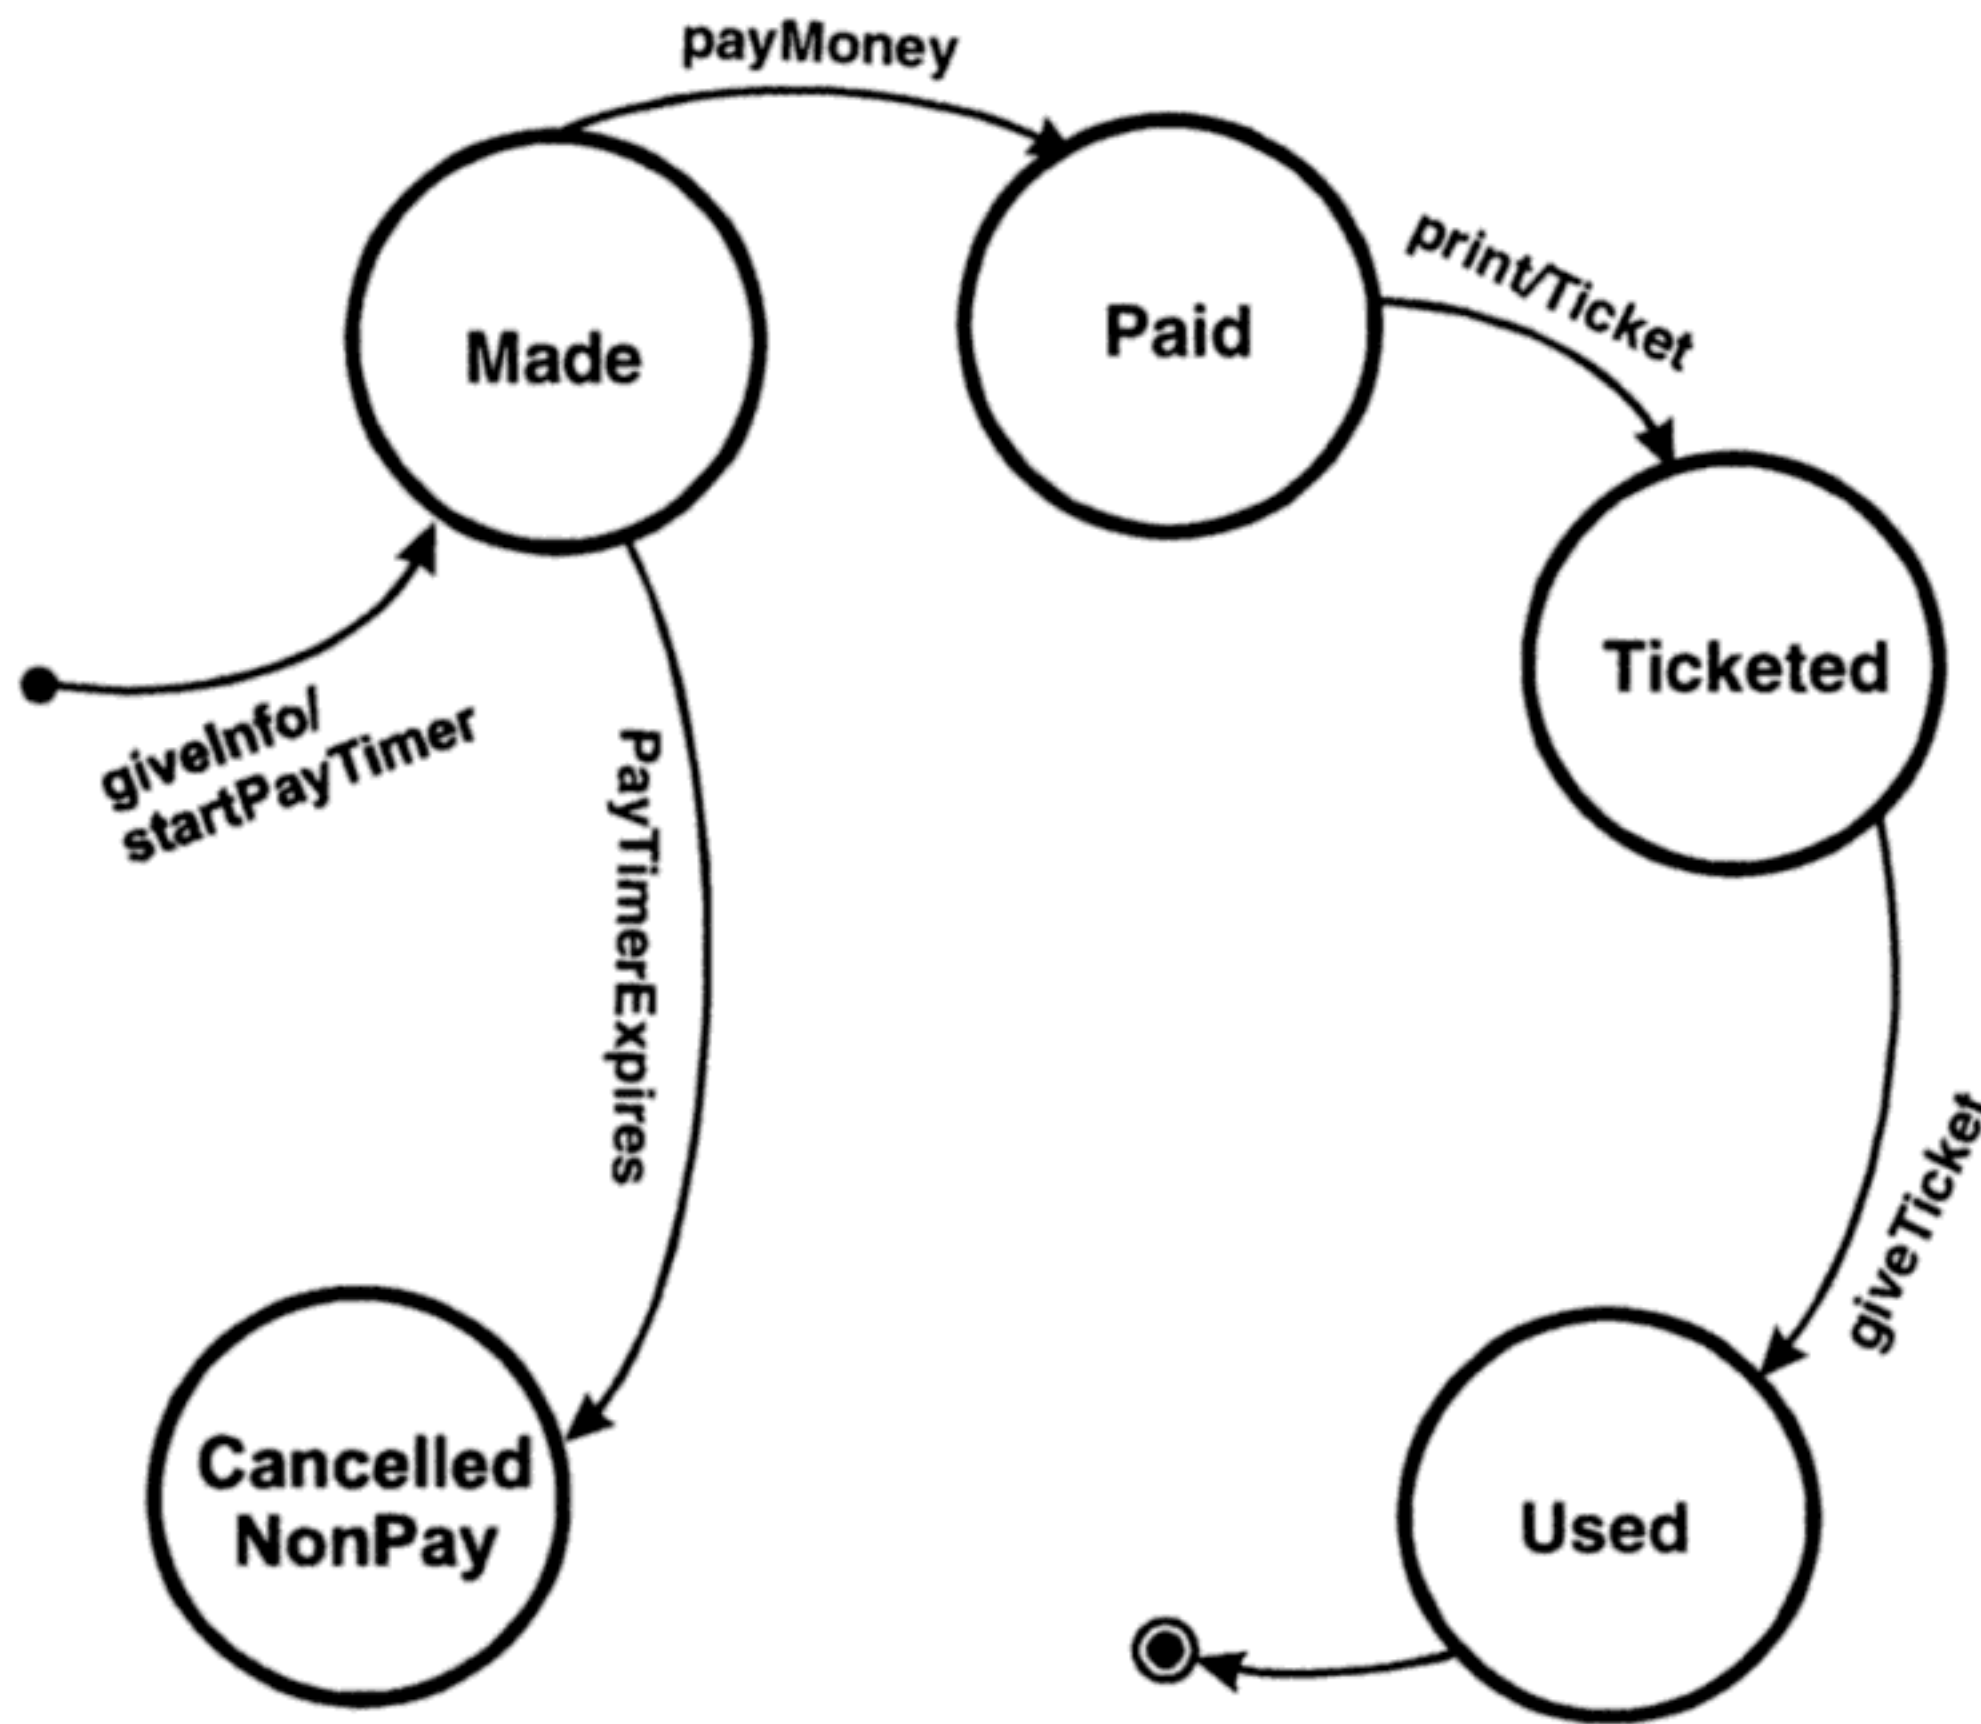 payMoney
Made
Paid
print/Ticket
Ticketed
giveInfo/
startPayTimer
PayTimerExpires
giveTicket
Cancelled
NonPay
Used